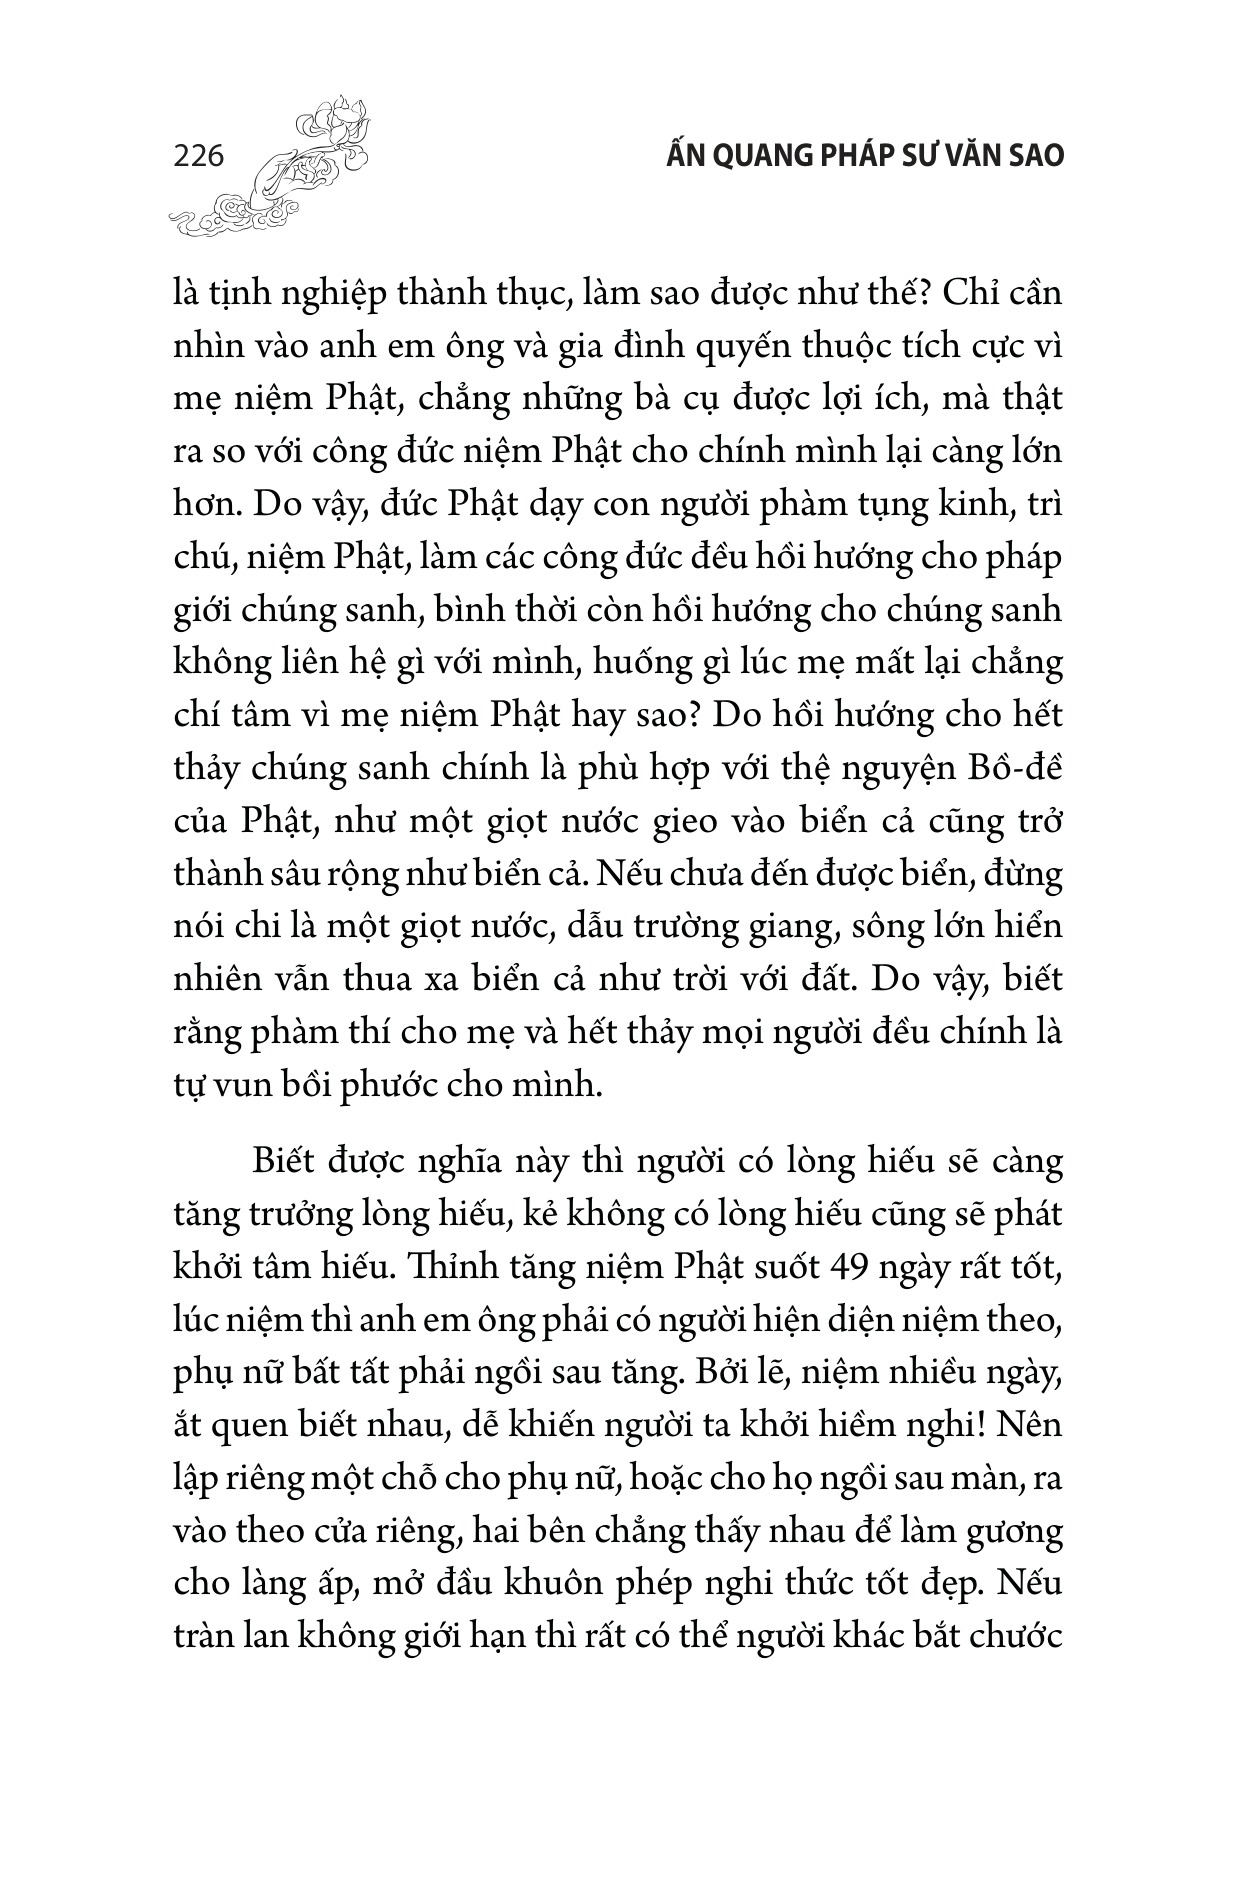 226
ẤN QUANG PHÁP SƯ VĂN SAO
là tịnh nghiệp thành thục, làm sao được như thế? Chỉ cần
nhìn vào anh em ông và gia đình quyến thuộc tích cực vì
mẹ niệm Phật, chẳng những bà cụ được lợi ích, mà thật
ra so với công đức niệm Phật cho chính mình lại càng lớn
hơn. Do vậy, đức Phật dạy con người phàm tụng kinh, trì
chú, niệm Phật, làm các công đức đều hồi hướng cho pháp
giới chúng sanh, bình thời còn hồi hướng cho chúng sanh
không liên hệ gì với mình, huống gì lúc mẹ mất lại chẳng
chí tâm vì mẹ niệm Phật hay sao? Do hồi hướng cho hết
thảy chúng sanh chính là phù hợp với thệ nguyện Bồ-đề
của Phật, như một giọt nước gieo vào biển cả cũng trở
thành sâu rộng như biển cả. Nếu chưa đến được biển, đừng
nói chi là một giọt nước, dẫu trường giang, sông lớn hiển
nhiên vẫn thua xa biển cả như trời với đất. Do vậy, biết
rằng phàm thí cho mẹ và hết thảy mọi người đều chính là
tự vun bồi phước cho mình.
Biết được nghĩa này thì người có lòng hiếu sẽ càng
tăng trưởng lòng hiếu, kẻ không có lòng hiếu cũng sẽ phát
khởi tâm hiếu. Thỉnh tăng niệm Phật suốt 49 ngày rất tốt,
lúc niệm thì anh em ông phải có người hiện diện niệm theo,
phụ nữ bất tất phải ngồi sau tăng. Bởi lẽ, niệm nhiều ngày,
ắt quen biết nhau, dễ khiến người ta khởi hiềm nghi! Nên
lập riêng một chỗ cho phụ nữ, hoặc cho họ ngồi sau màn, ra
vào theo cửa riêng, hai bên chẳng thấy nhau để làm gương
cho làng ấp, mở đầu khuôn phép nghi thức tốt đẹp. Nếu
tràn lan không giới hạn thì rất có thể người khác bắt chước